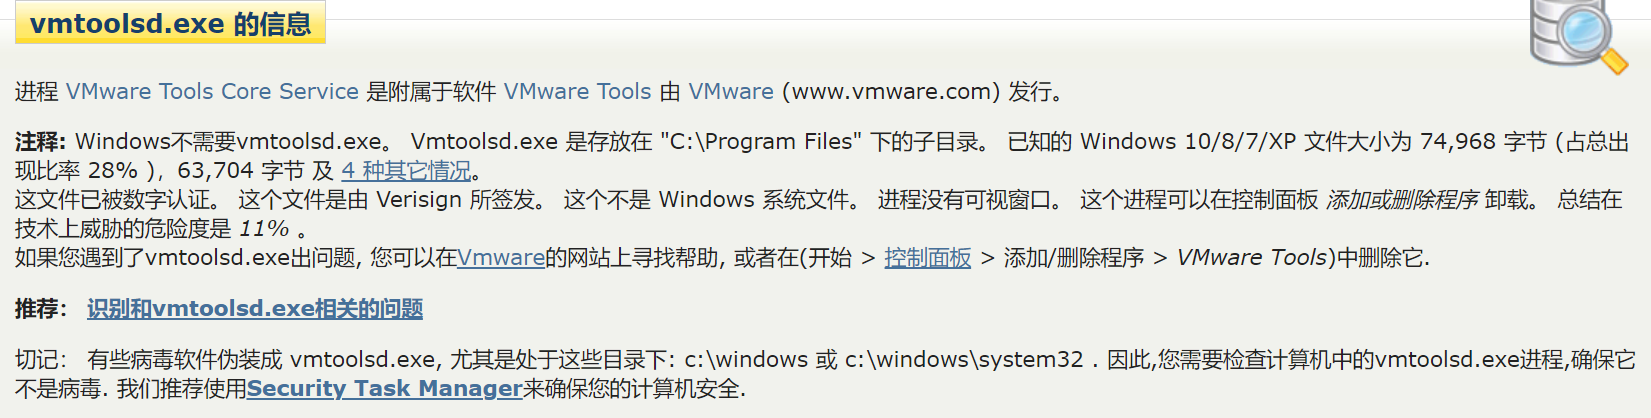 vmtoolsd.exe 的信息
进程 VMware Tools Core Service 是附属于软件 VMware Tools 由 VMware (www.vmware.com) 发行。
注释: Windows不需要vmtoolsd.exe。 Vmtoolsd.exe 是存放在 "C:\Program Files" 下的子目录。 已知的 Windows 10/8/7/XP 文件大小为 74,968 字节 (占总出
现比率 28% )，63,704 字节 及 4 种其它情况。
这文件已被数字认证。 这个文件是由 Verisign 所签发。 这个不是 Windows 系统文件。 进程没有可视窗口。 这个进程可以在控制面板 添加或删除程序 卸载。 总结在
技术上威胁的危险度是 11% 。
如果您遇到了vmtoolsd.exe出问题, 您可以在Vmware的网站上寻找帮助, 或者在(开始 > 控制面板 > 添加/删除程序 > VMware Tools)中删除它.
推荐： 识别和vmtoolsd.exe相关的问题
切记： 有些病毒软件伪装成 vmtoolsd.exe, 尤其是处于这些目录下: c:\windows 或 c:\windows\system32 . 因此,您需要检查计算机中的vmtoolsd.exe进程,确保它
不是病毒. 我们推荐使用Security Task Manager来确保您的计算机安全.